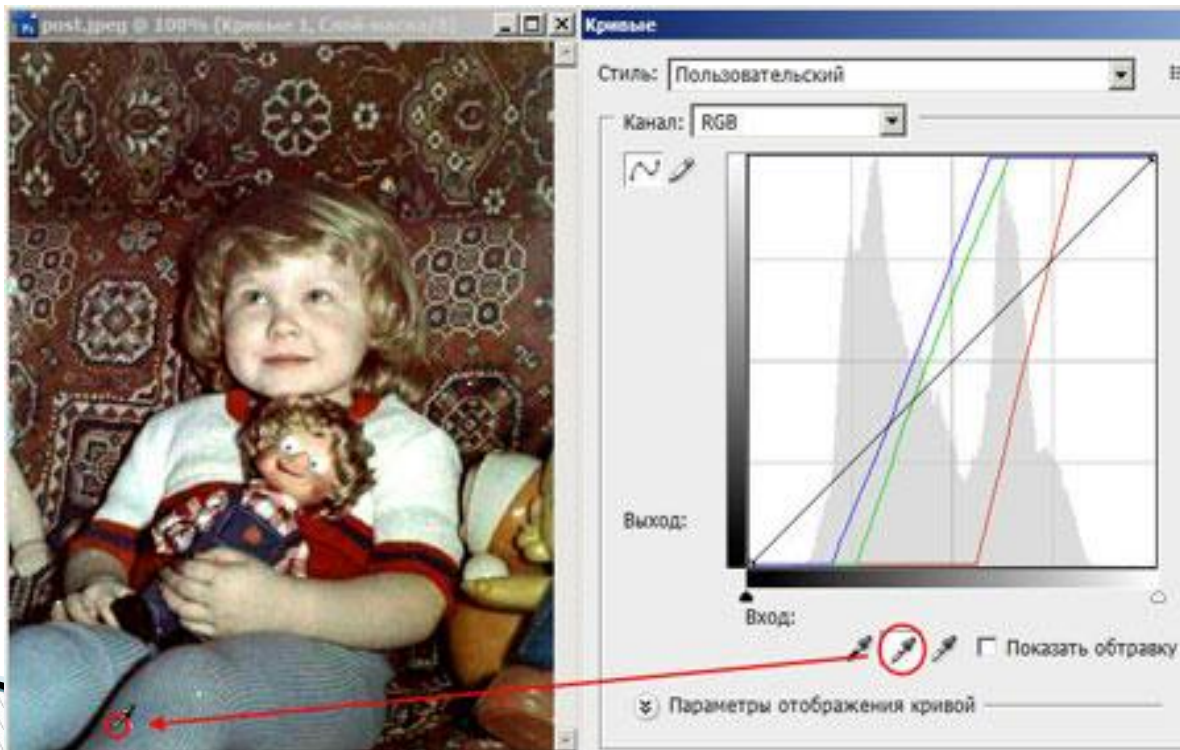 post.jpeg @ 100% (Кривые 1, Слой-маска/8)
Кривые
Стиль: Пользовательский
Канал: RGB
Выход:
Вход:
Показать обтравку
Параметры отображения кривой